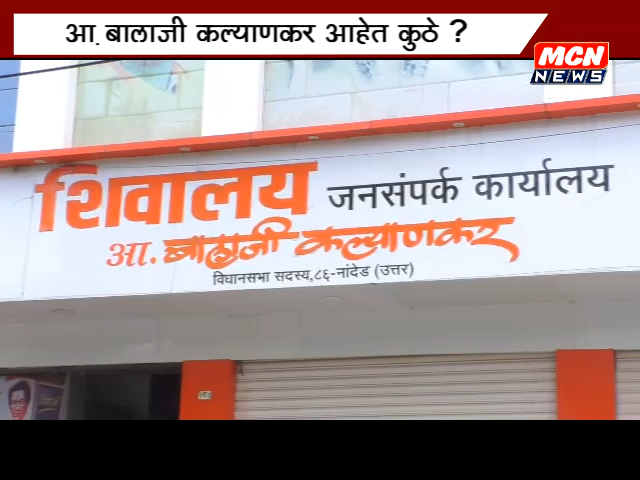 आ. बालाजी कल्याणकर आहेत कुठे ?
MCN
NEWS
शिवालय जनसंपर्क कार्यालय
आ. बालाजी कल्याणकर
विधानसभा सदस्य,८६-नांदेड (उत्तर)